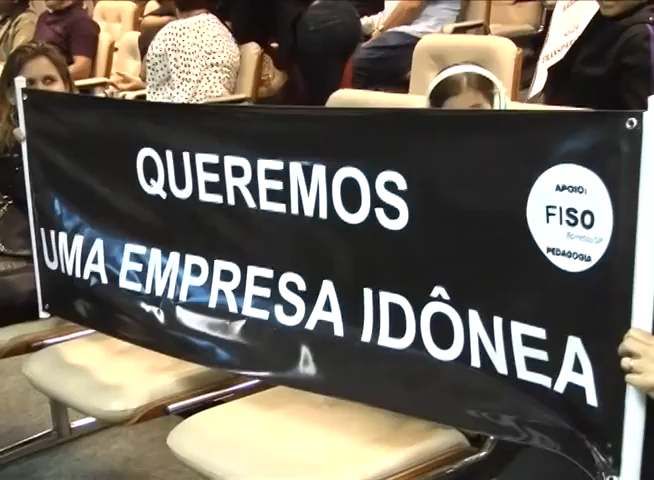 QUEREMOS
UMA EMPRESA IDÔNEA
APOIO:
FISO
PEDAGOGIA